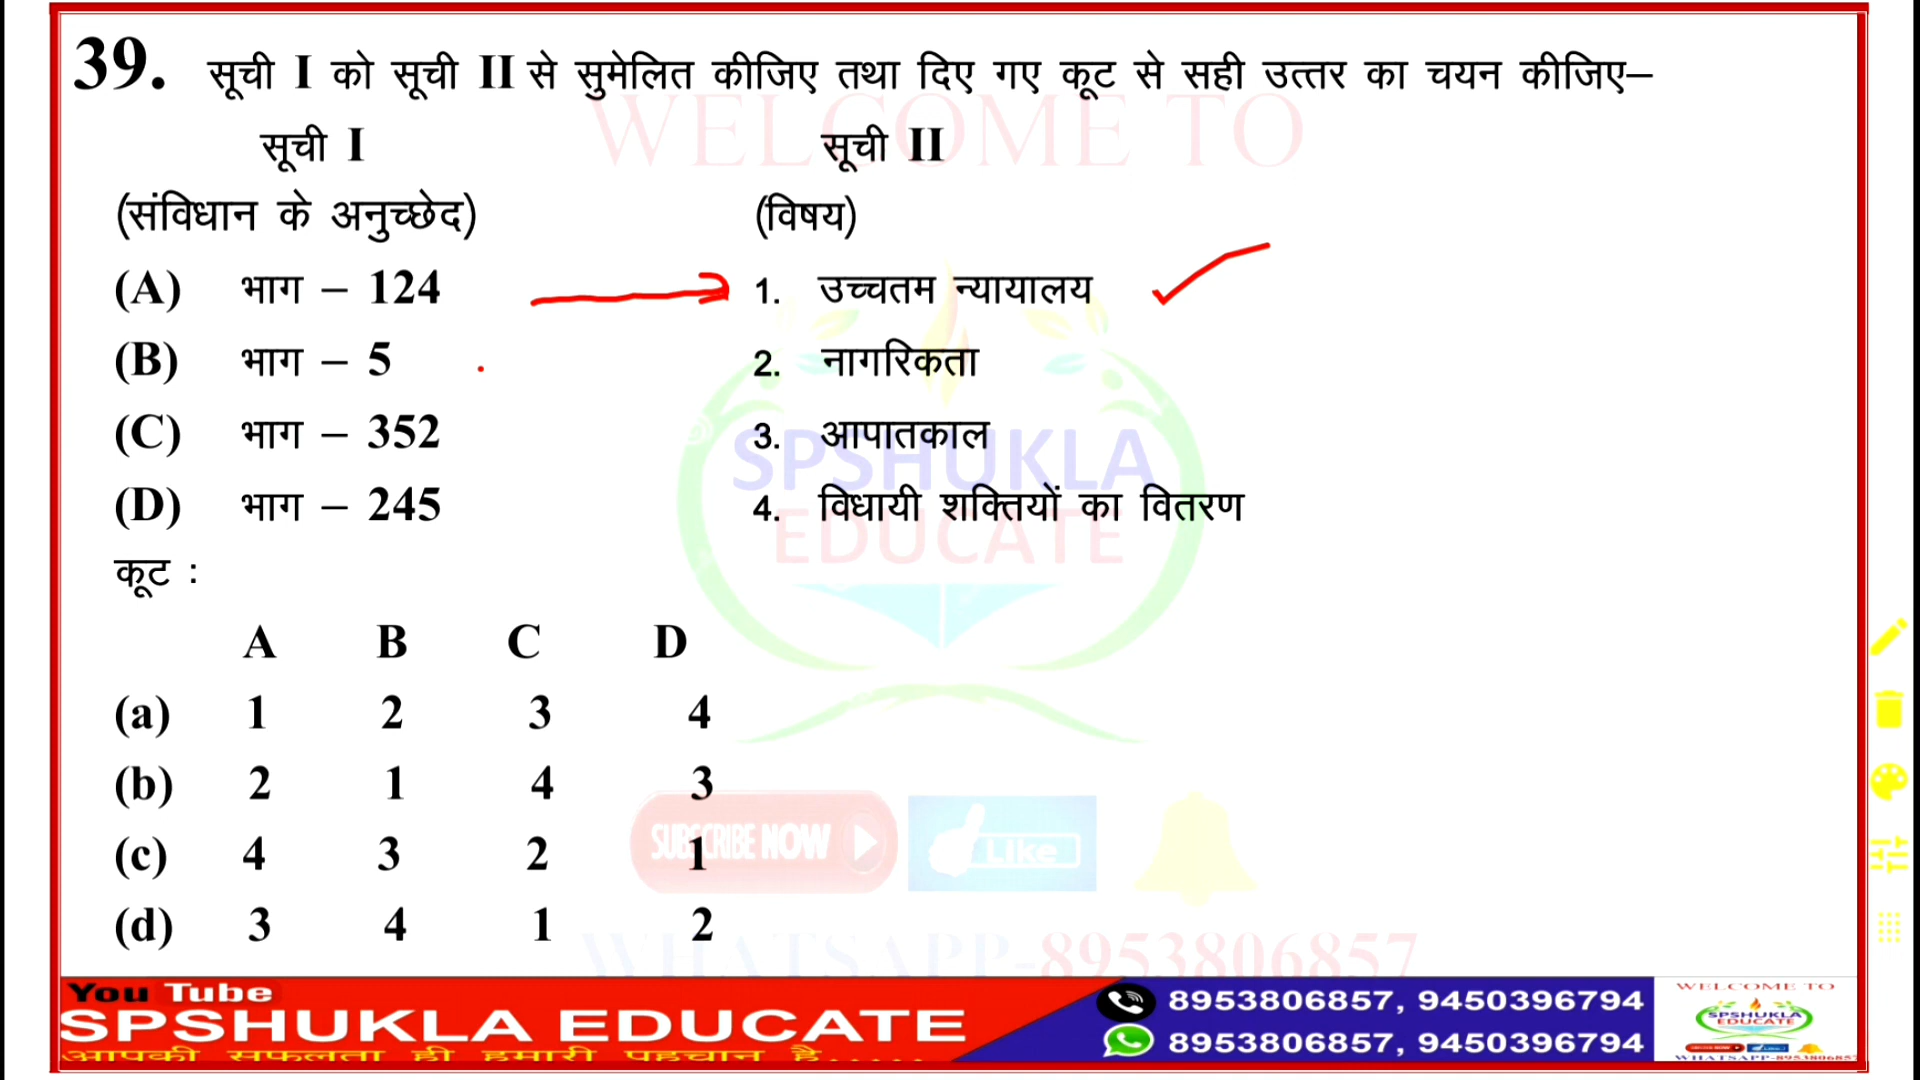 39. सूची I को सूची II से सुमेलित कीजिए तथा दिए गए कूट से सही उत्तर का चयन कीजिए–
WELCOME TO
सूची I सूची II
(संविधान के अनुच्छेद) (विषय)
(A) भाग – 124 1. उच्चतम न्यायालय
(B) भाग – 5 2. नागरिकता
(C) भाग – 352 3. आपातकाल
SPSHUKLA
(D) भाग – 245 4. विधायी शक्तियों का वितरण
EDUCATE
कूट :
A B C D
(a) 1 2 3 4
(b) 2 1 4 3
(c) 4 3 2 1
SUBSCRIBE NOW Like
(d) 3 4 1 2
WHATSAPP-8953806857
You Tube
SPSHUKLA EDUCATE
आपकी सफलता ही हमारी पहचान है.....
8953806857, 9450396794
8953806857, 9450396794
WELCOME TO
SPSHUKLA
EDUCATE
WHATSAPP-8953806857